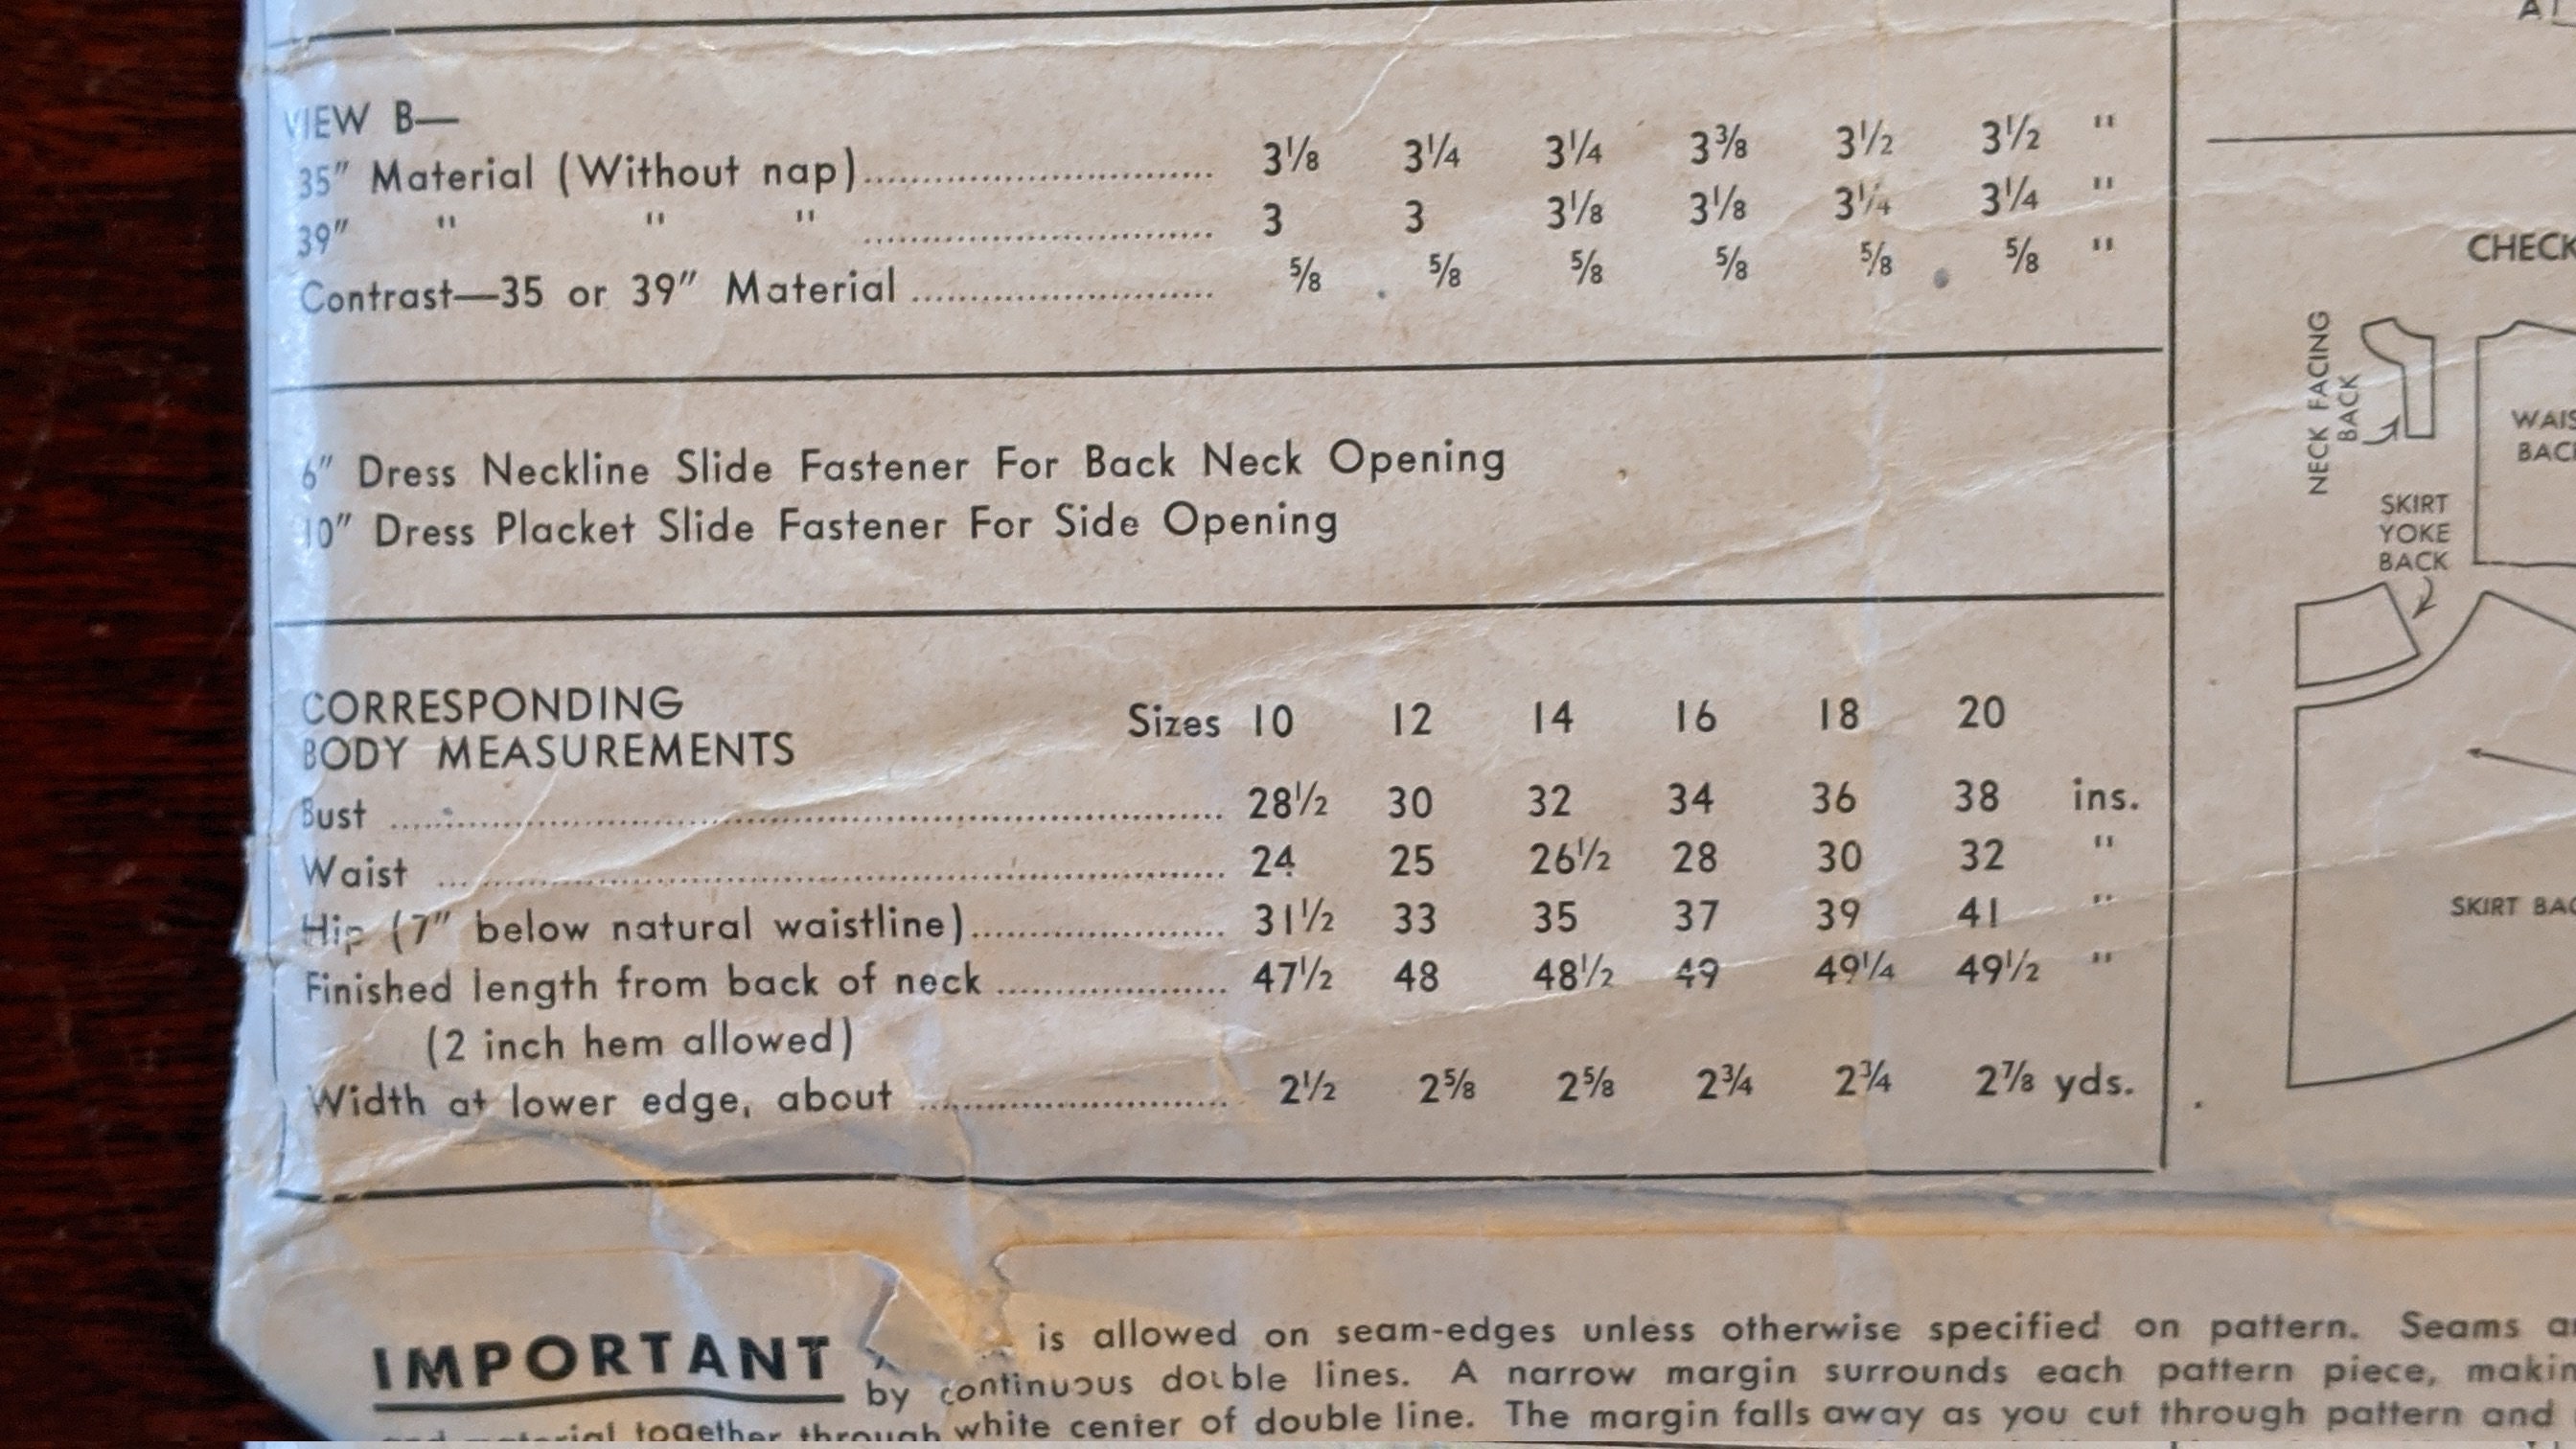 VIEW B—
35" Material (Without nap).............................. 3⅛ 3¼ 3¼ 3⅜ 3½ 3½ "
39" " " " .............................. 3 3 3⅛ 3⅛ 3¼ 3¼ "
Contrast—35 or 39" Material .......................... ⅝ ⅝ ⅝ ⅝ ⅝ ⅝ "
6" Dress Neckline Slide Fastener For Back Neck Opening
10" Dress Placket Slide Fastener For Side Opening
CORRESPONDING
BODY MEASUREMENTS Sizes 10 12 14 16 18 20
Bust .................................................. 28½ 30 32 34 36 38 ins.
Waist .................................................. 24 25 26½ 28 30 32 "
Hip (7" below natural waistline)...................... 31½ 33 35 37 39 41 "
Finished length from back of neck .................... 47½ 48 48½ 49 49¼ 49½ "
(2 inch hem allowed)
Width at lower edge, about .......................... 2½ 2⅝ 2⅝ 2¾ 2¾ 2⅞ yds.
CHECK
NECK FACING
BACK
WAIS
BACK
SKIRT
YOKE
BACK
SKIRT BAC
IMPORTANT
is allowed on seam-edges unless otherwise specified on pattern. Seams
by continuous double lines. A narrow margin surrounds each pattern piece, makin
material together through white center of double line. The margin falls away as you cut through pattern and